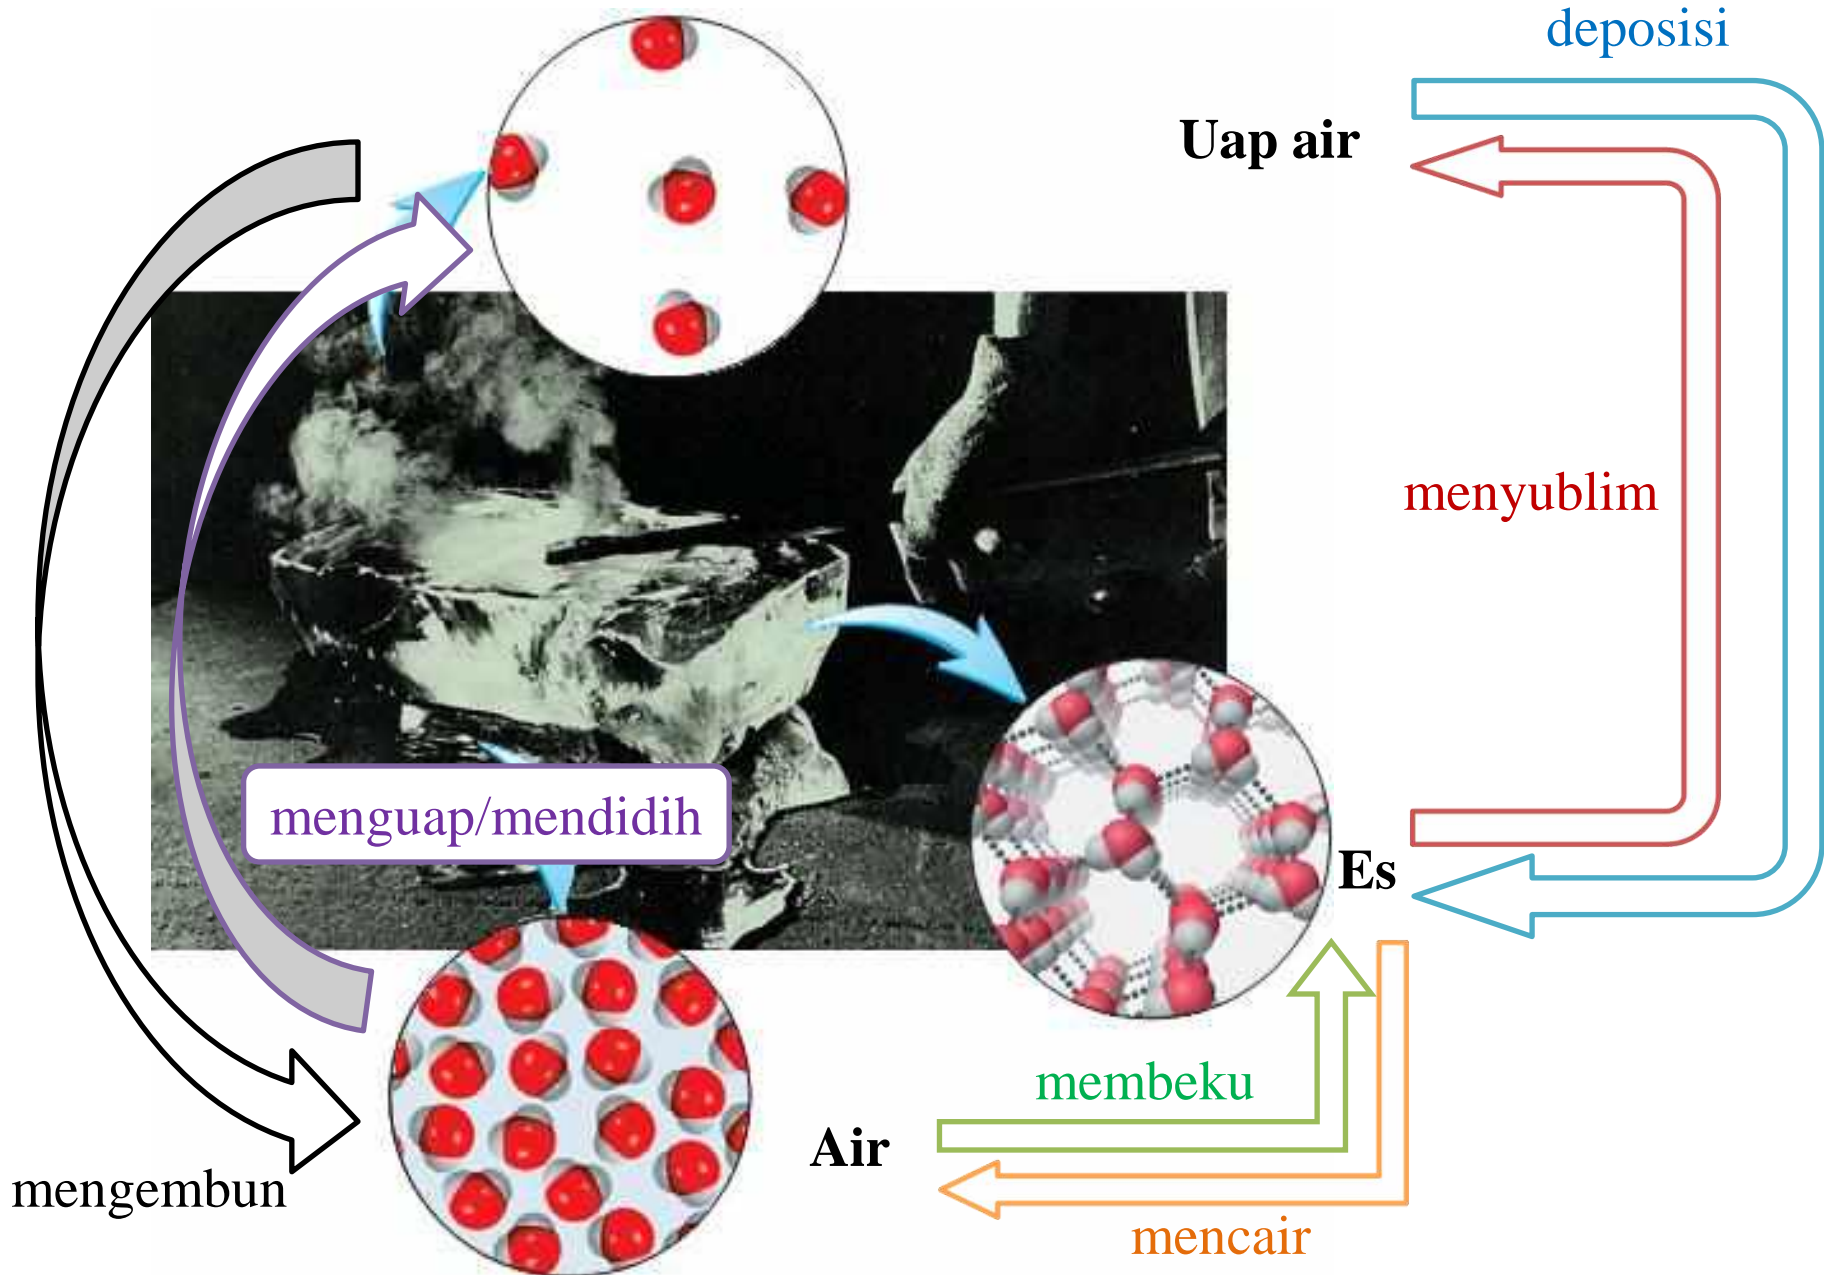 deposisi
Uap air
menyublim
menguap/mendidih
Es
membeku
Air
mengembun
mencair